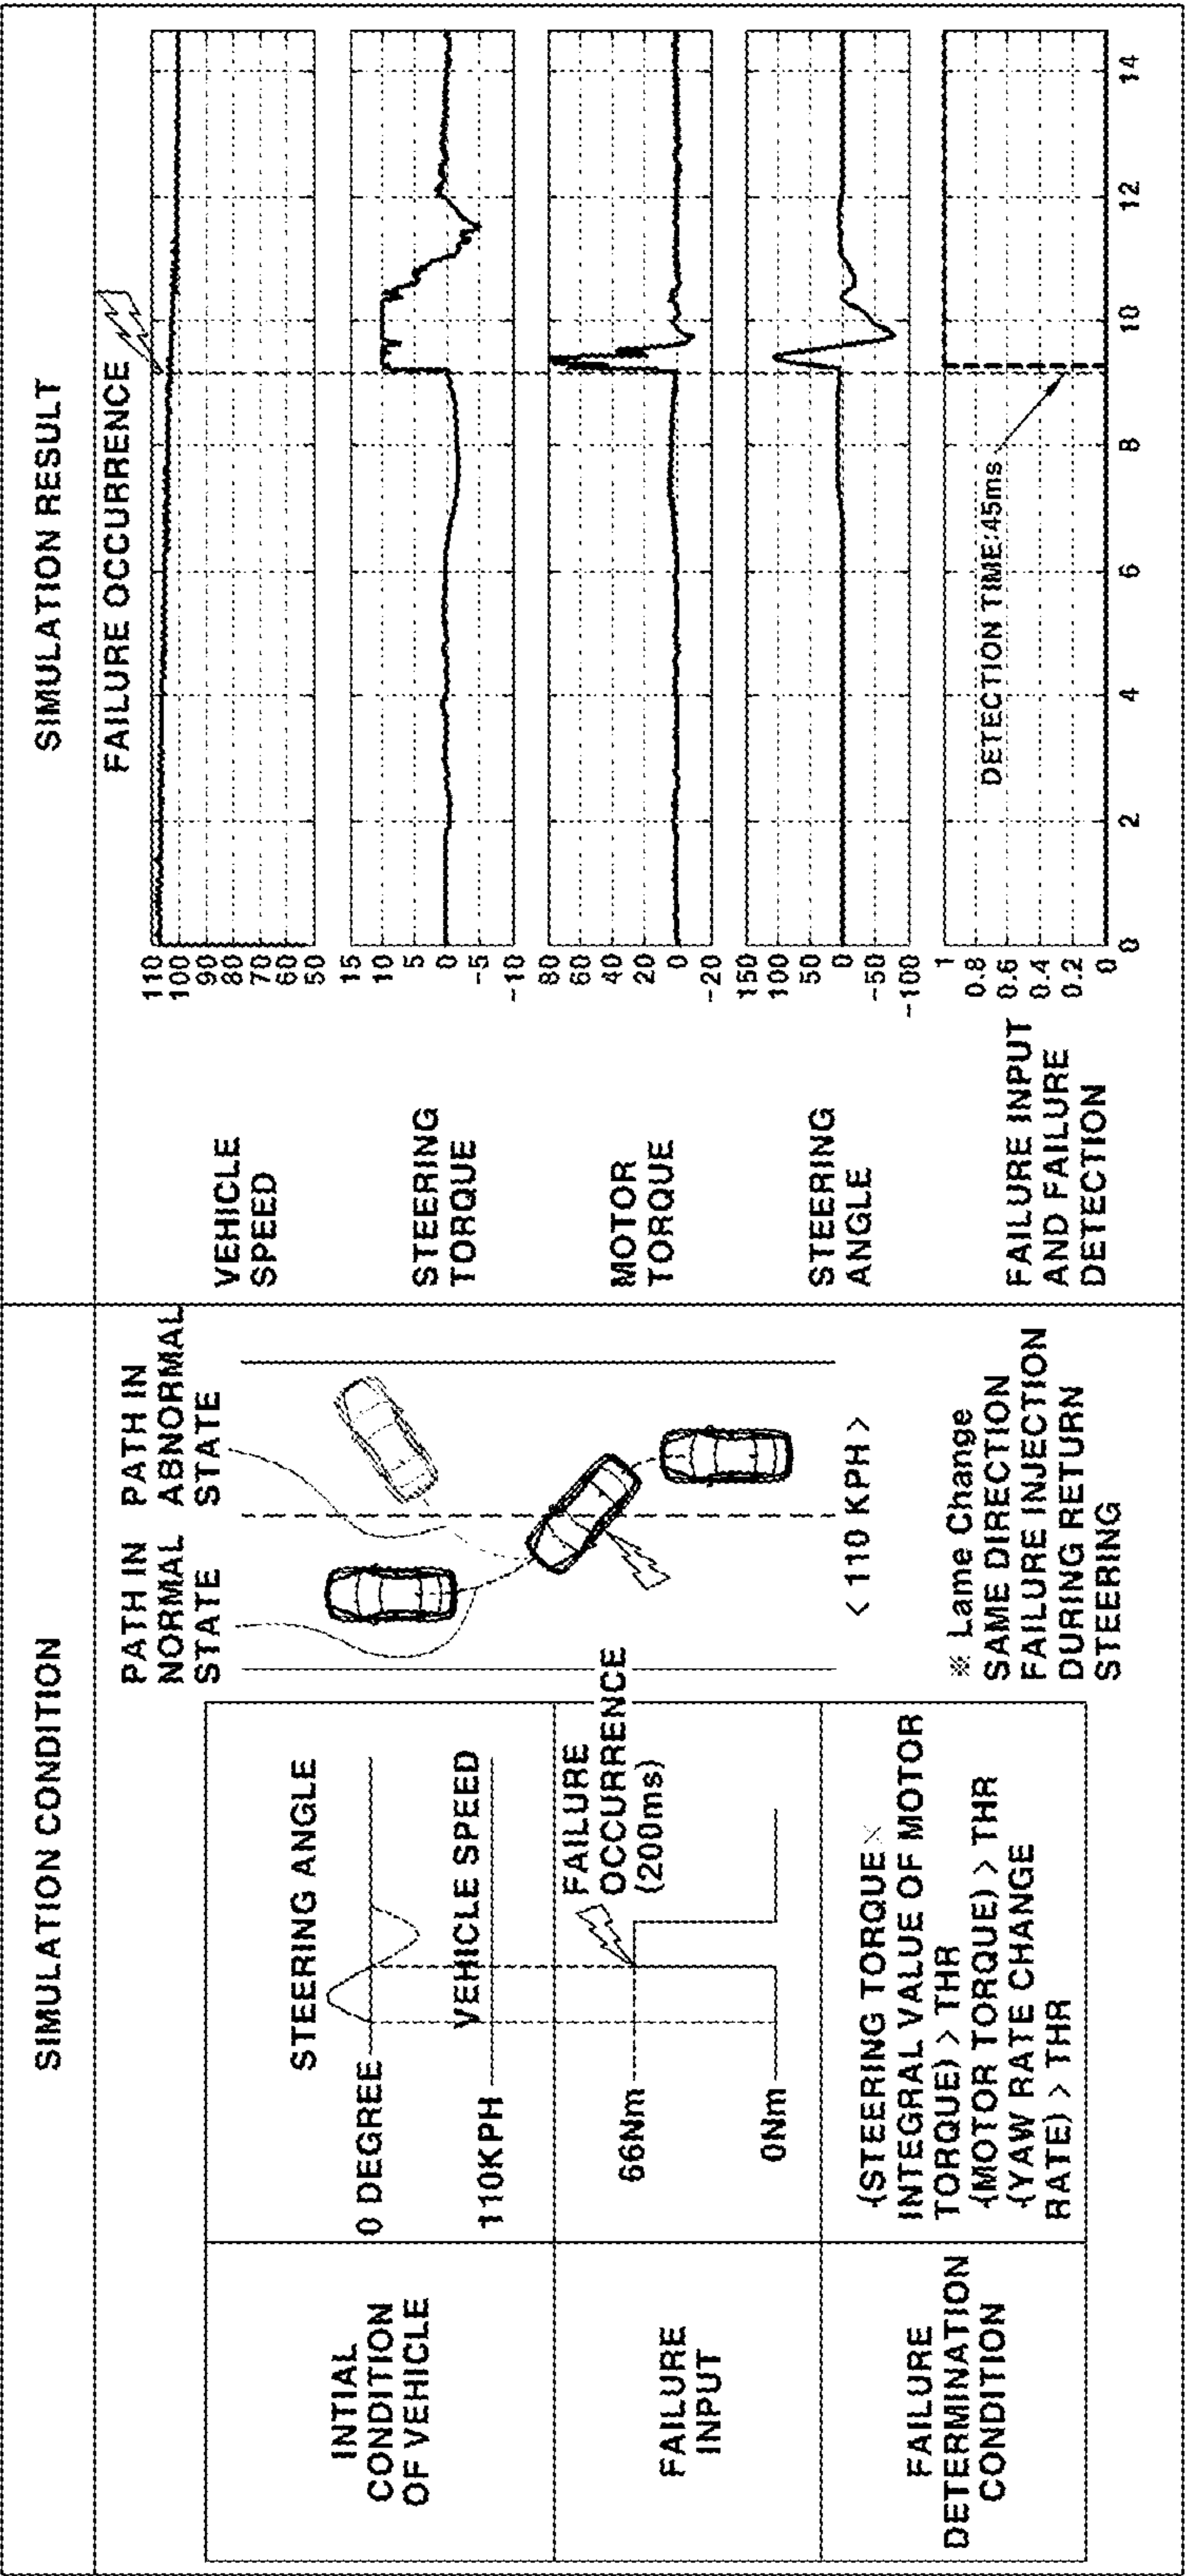 SIMULATION CONDITION
INTIAL
CONDITION
OF VEHICLE
STEERING ANGLE
0 DEGREE
VEHICLE SPEED
110KPH
FAILURE
INPUT
FAILURE
OCCURRENCE
(200ms)
66Nm
0Nm
FAILURE
DETERMINATION
CONDITION
(STEERING TORQUE ×
INTEGRAL VALUE OF MOTOR
TORQUE) > THR
(MOTOR TORQUE) > THR
(YAW RATE CHANGE
RATE) > THR
PATH IN
NORMAL
STATE
PATH IN
ABNORMAL
STATE
< 110 KPH >
※ Lame Change
SAME DIRECTION
FAILURE INJECTION
DURING RETURN
STEERING
SIMULATION RESULT
FAILURE OCCURRENCE
VEHICLE
SPEED
110
100
90
80
70
60
50
STEERING
TORQUE
15
10
5
0
-5
-10
MOTOR
TORQUE
80
60
40
20
0
-20
STEERING
ANGLE
150
100
50
0
-50
-100
FAILURE INPUT
AND FAILURE
DETECTION
1
0.8
0.6
0.4
0.2
0
DETECTION TIME:45ms
0 2 4 6 8 10 12 14